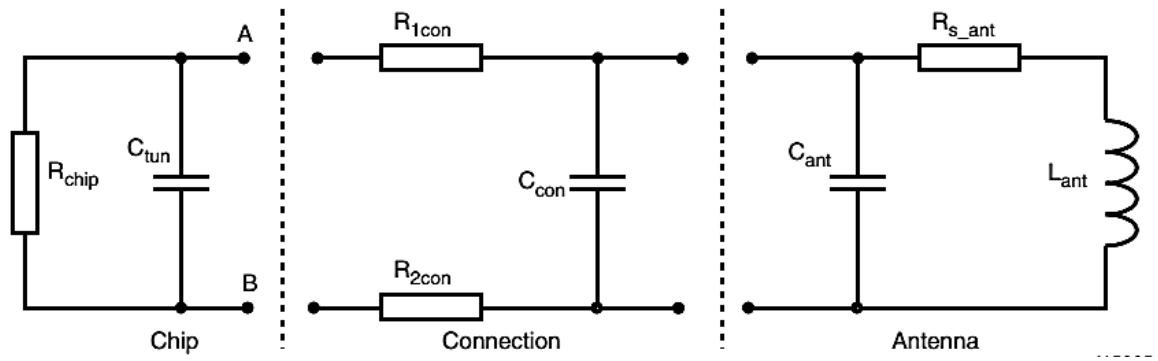 A
R1con
Rs_ant
Rchip
Ctun
Ccon
Cant
Lant
B
R2con
Chip
Connection
Antenna